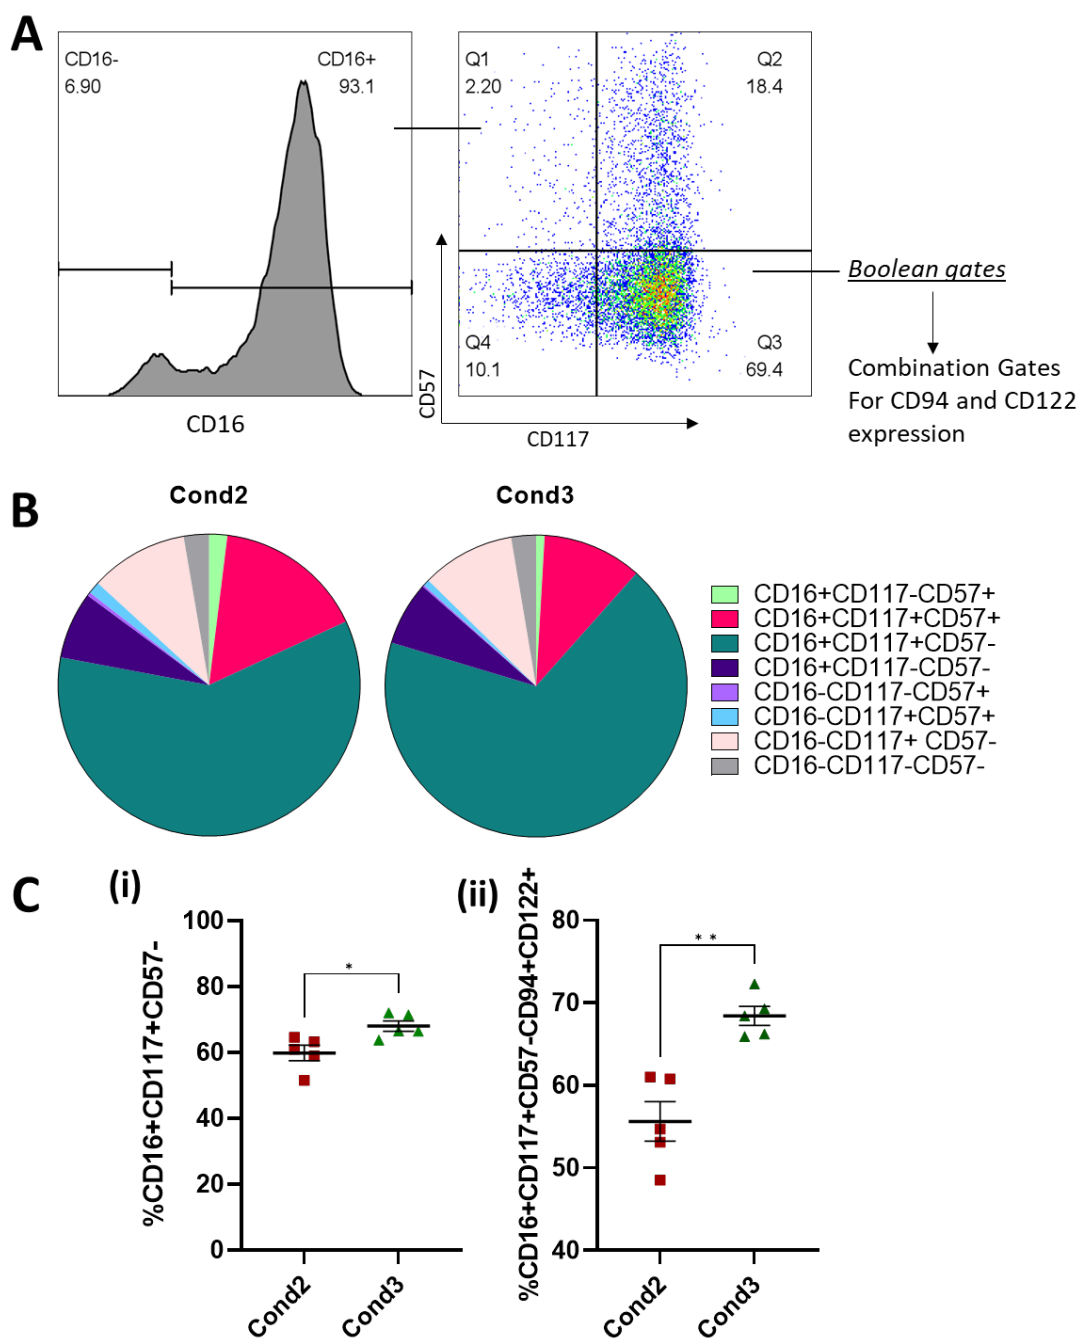 A
CD16-
6.90
CD16+
93.1
CD16
Q1
2.20
Q2
18.4
Q4
10.1
Q3
69.4
CD57
CD117
Boolean gates
Combination Gates
For CD94 and CD122
expression
B
Cond2
Cond3
CD16+CD117-CD57+
CD16+CD117+CD57+
CD16+CD117+CD57-
CD16+CD117-CD57-
CD16-CD117-CD57+
CD16-CD117+CD57+
CD16-CD117+ CD57-
CD16-CD117-CD57-
C
(i)
%CD16+CD117+CD57-
100
80
60
40
20
0
*
Cond2
Cond3
(ii)
%CD16+CD117+CD57-CD94+CD122+
80
70
60
50
40
* *
Cond2
Cond3